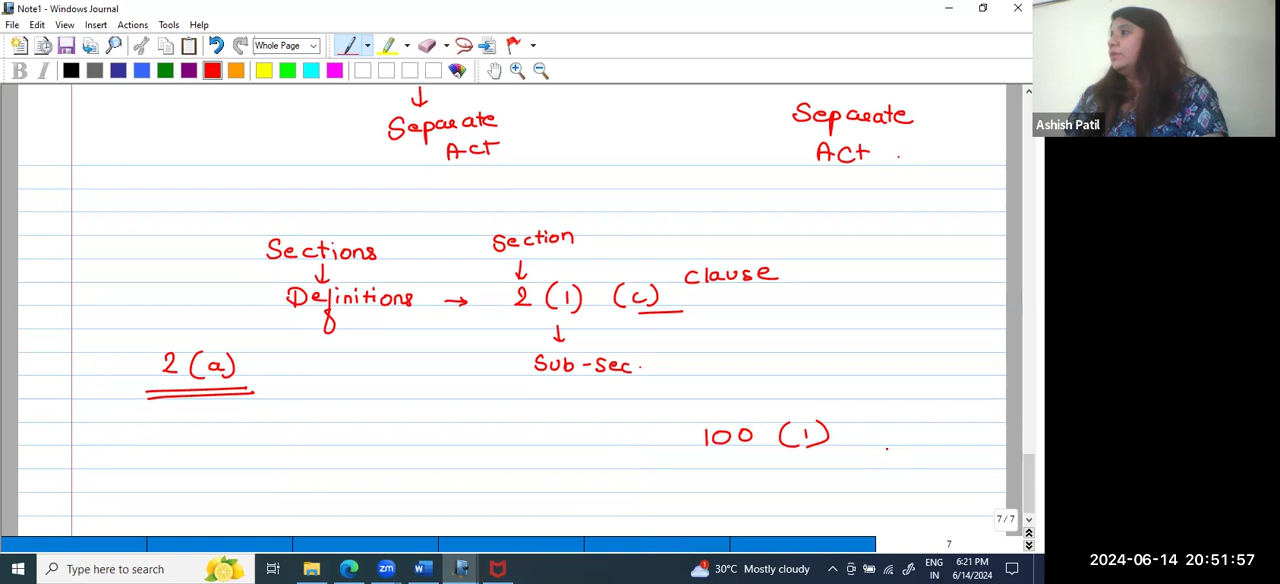 Note1 - Windows Journal
File Edit View Insert Actions Tools Help
Whole Page
B I
Separate
Act
Separate
Act
Sections
Definitions → 2 (1) (c)
Section
clause
Sub-sec.
2 (a)
100 (1)
7/7
7
Ashish Patil
Type here to search
30°C Mostly cloudy
ENG
IN
6:21 PM
6/14/2024
2024-06-14 20:51:57